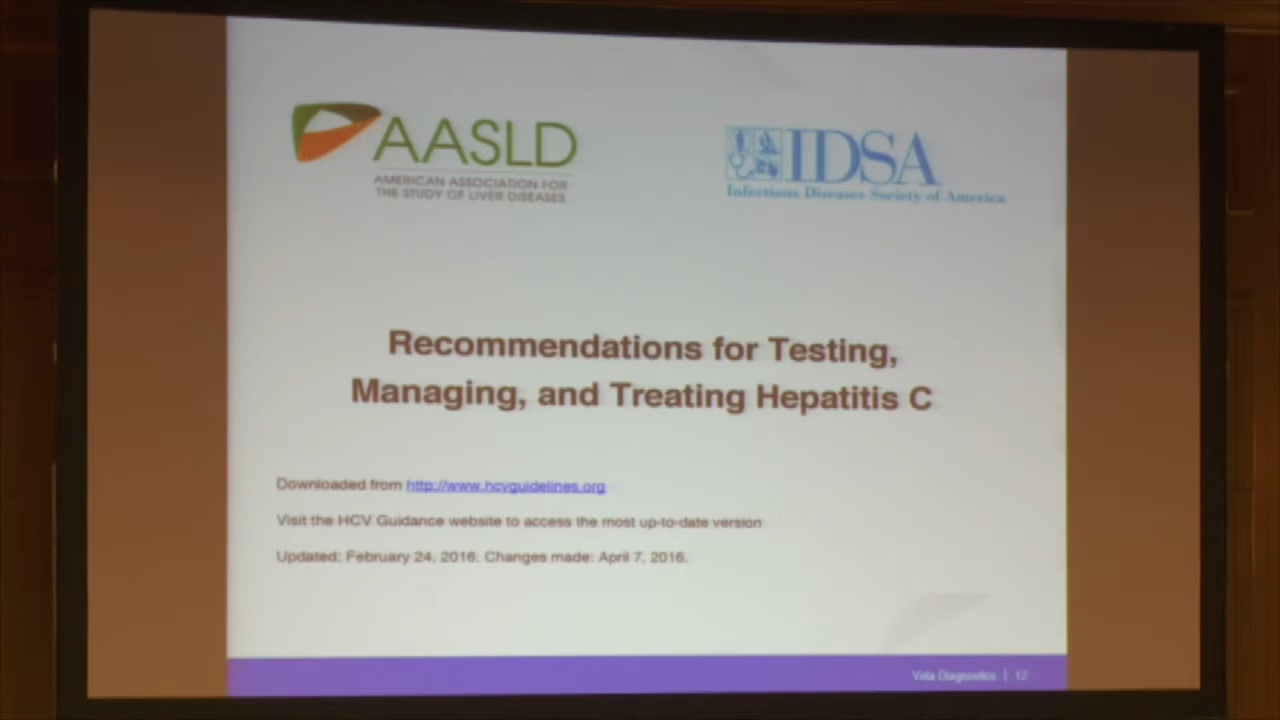 AASLD
AMERICAN ASSOCIATION FOR
THE STUDY OF LIVER DISEASES
IDSA
Infectious Diseases Society of America
Recommendations for Testing,
Managing, and Treating Hepatitis C
Downloaded from http://www.hcvguidelines.org
Visit the HCV Guidance website to access the most up-to-date version
Updated: February 24, 2016. Changes made: April 7, 2016.
Vela Diagnostics | 12